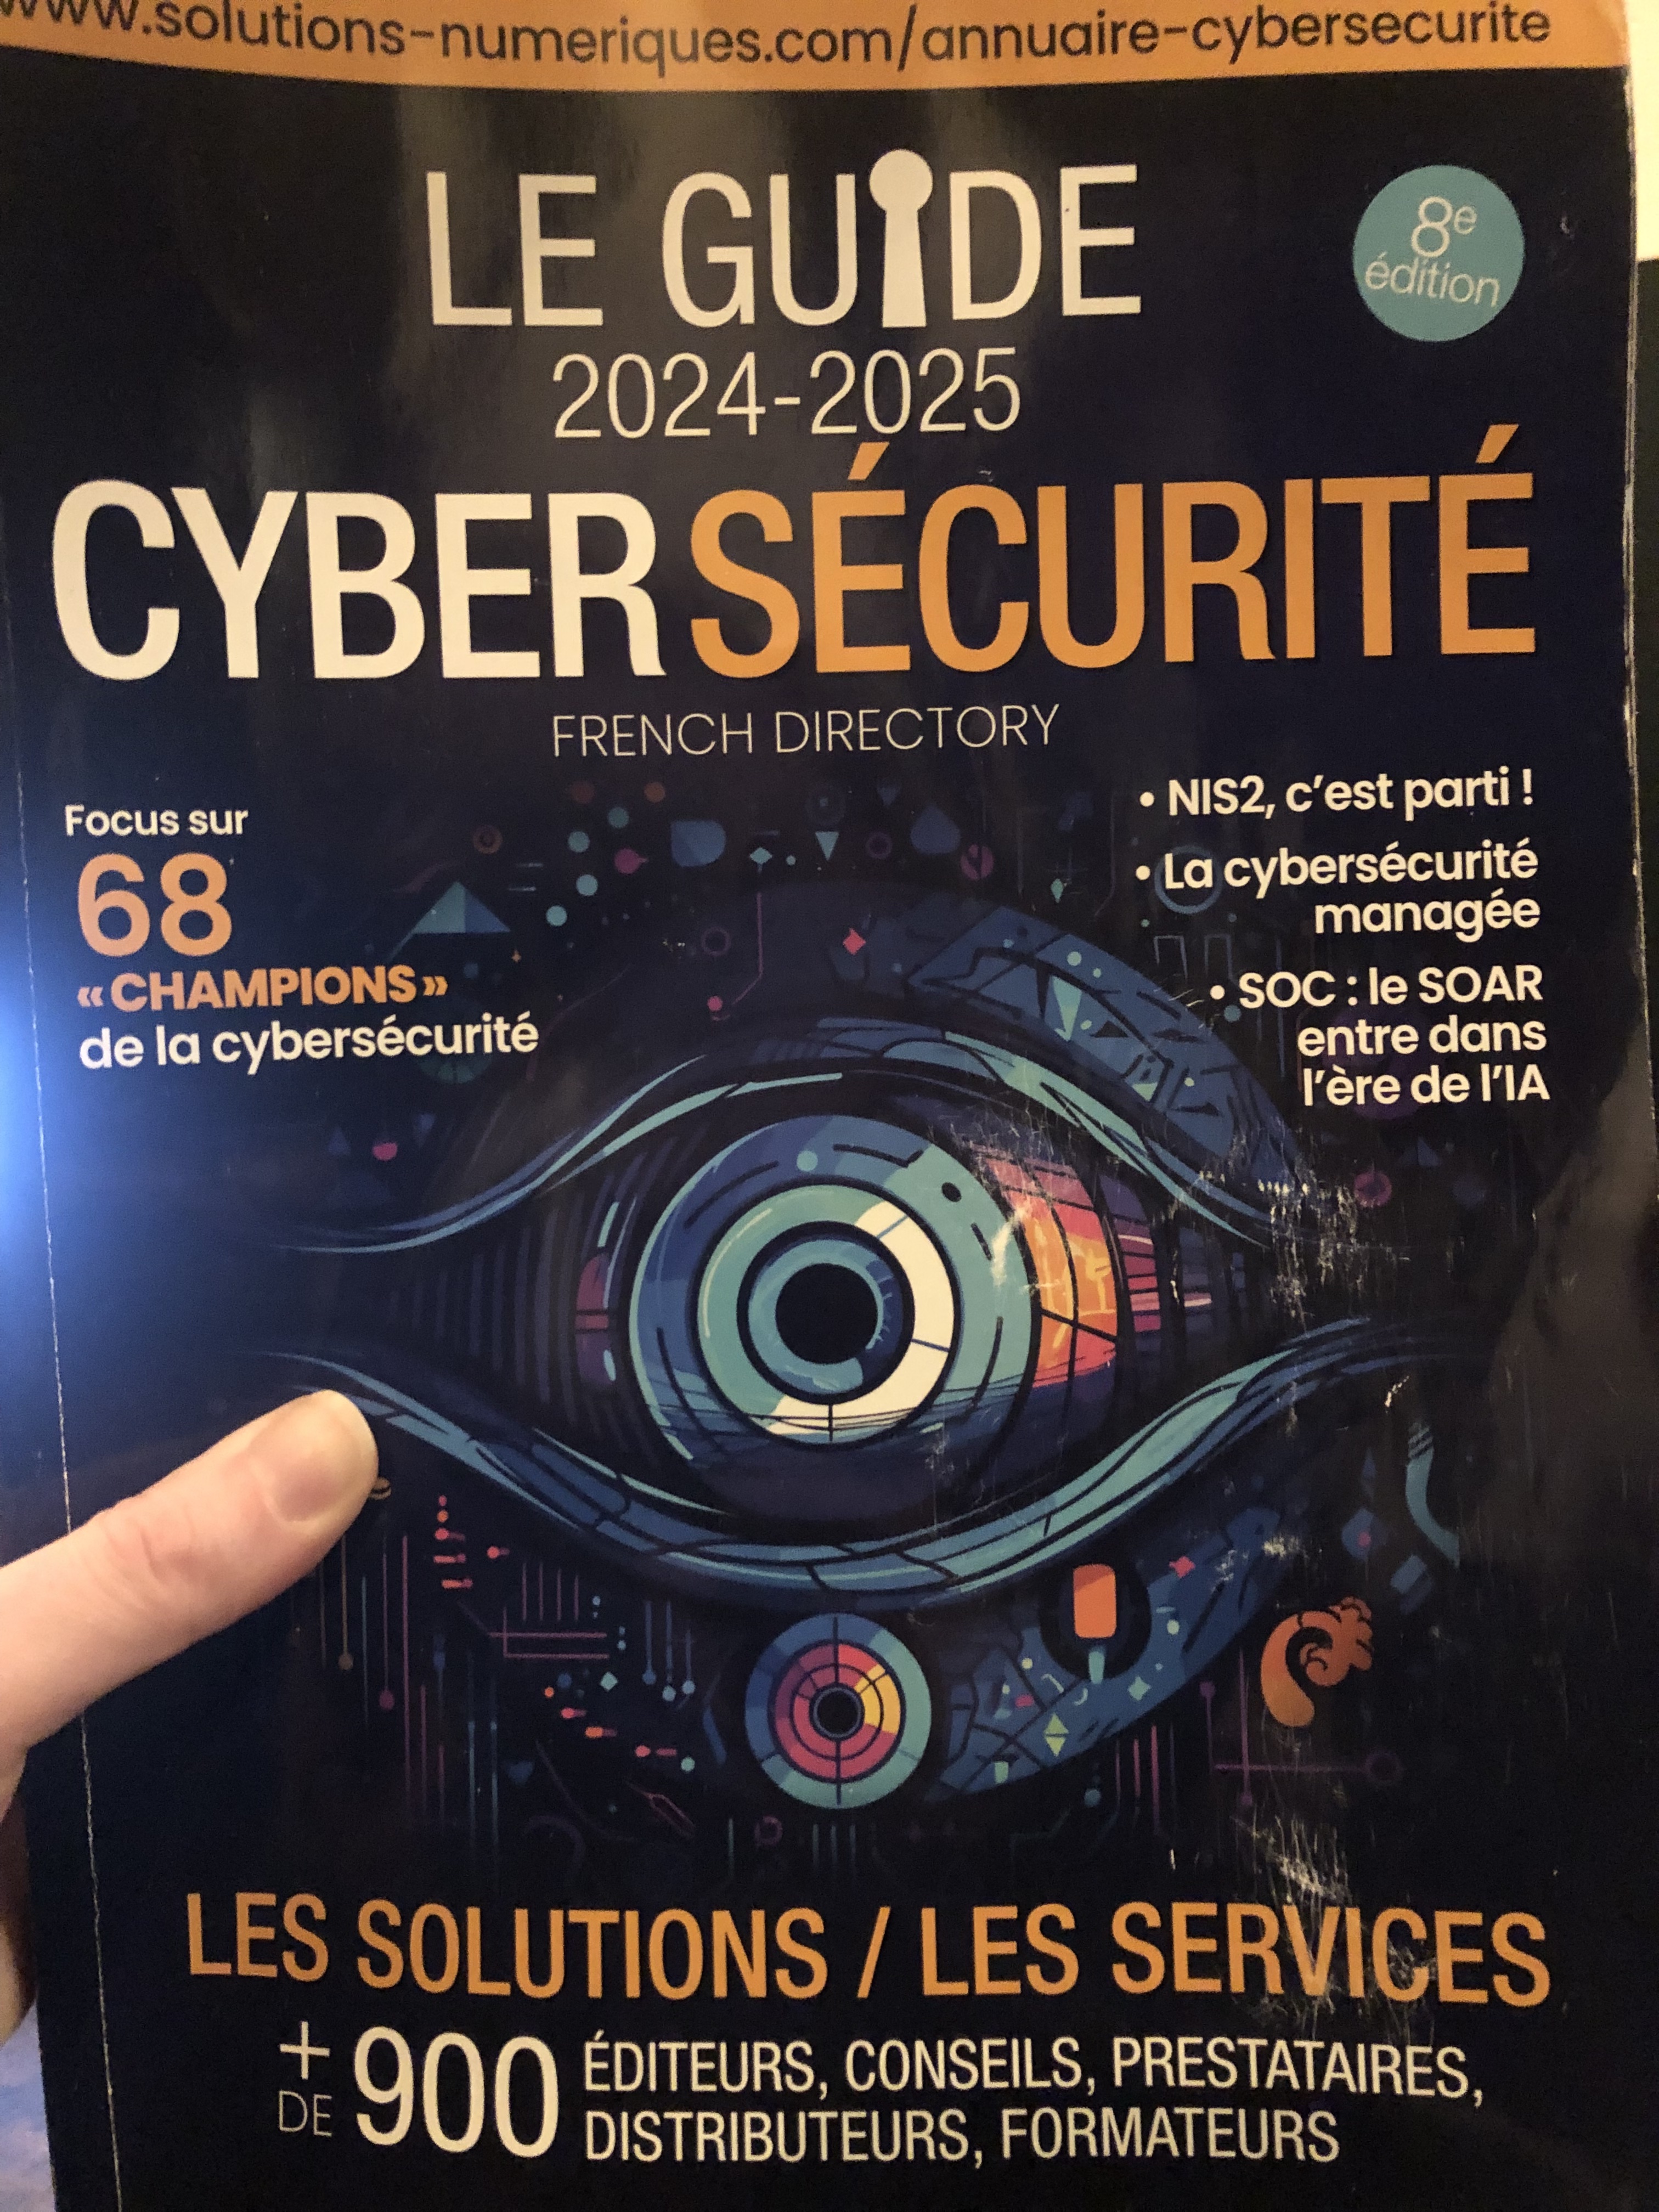 www.solutions-numeriques.com/annuaire-cybersecurite
LE GUIDE
8e
édition
2024-2025
CYBERSÉCURITÉ
FRENCH DIRECTORY
Focus sur
68
« CHAMPIONS »
de la cybersécurité
• NIS2, c’est parti !
• La cybersécurité
managée
• SOC : le SOAR
entre dans
l’ère de l’IA
LES SOLUTIONS / LES SERVICES
+
DE
900
ÉDITEURS, CONSEILS, PRESTATAIRES,
DISTRIBUTEURS, FORMATEURS